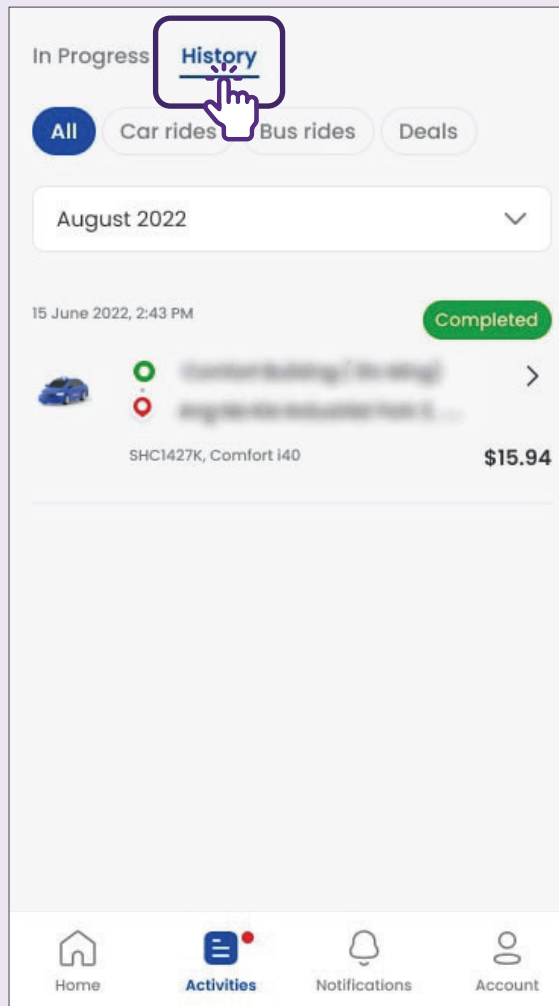 In Progress History
All Car rides Bus rides Deals
August 2022
15 June 2022, 2:43 PM Completed
SHC1427K, Comfort i40 $15.94
Home Activities Notifications Account